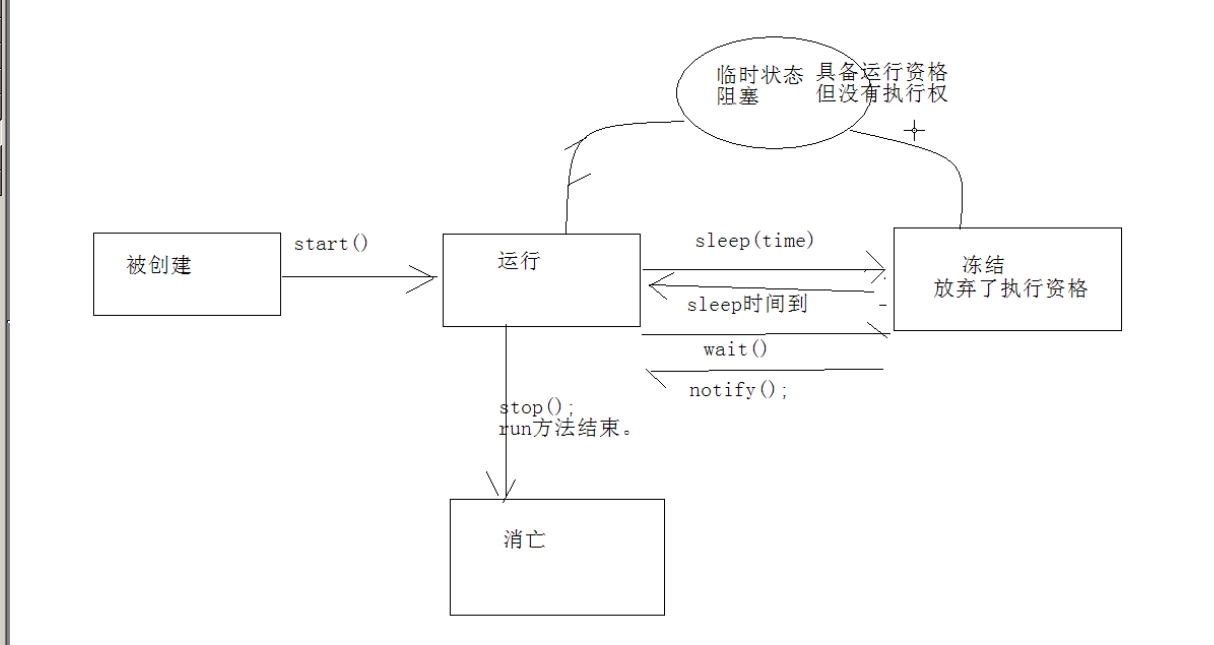 临时状态 具备运行资格
阻塞 但没有执行权
被创建
start()
运行
sleep(time)
冻结
放弃了执行资格
sleep时间到
wait()
notify();
stop();
run方法结束。
消亡